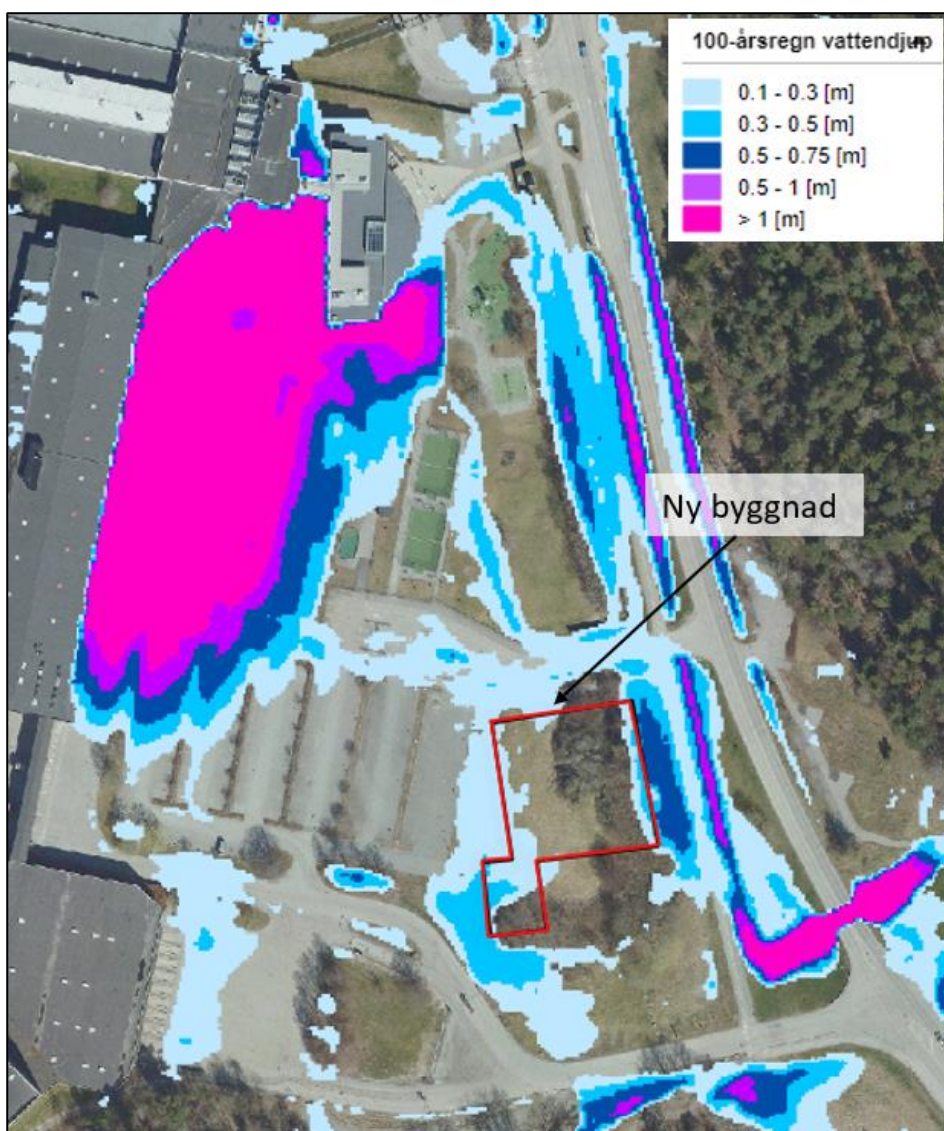 100-årsregn vattendjup
0.1 - 0.3 [m]
0.3 - 0.5 [m]
0.5 - 0.75 [m]
0.5 - 1 [m]
> 1 [m]
Ny byggnad